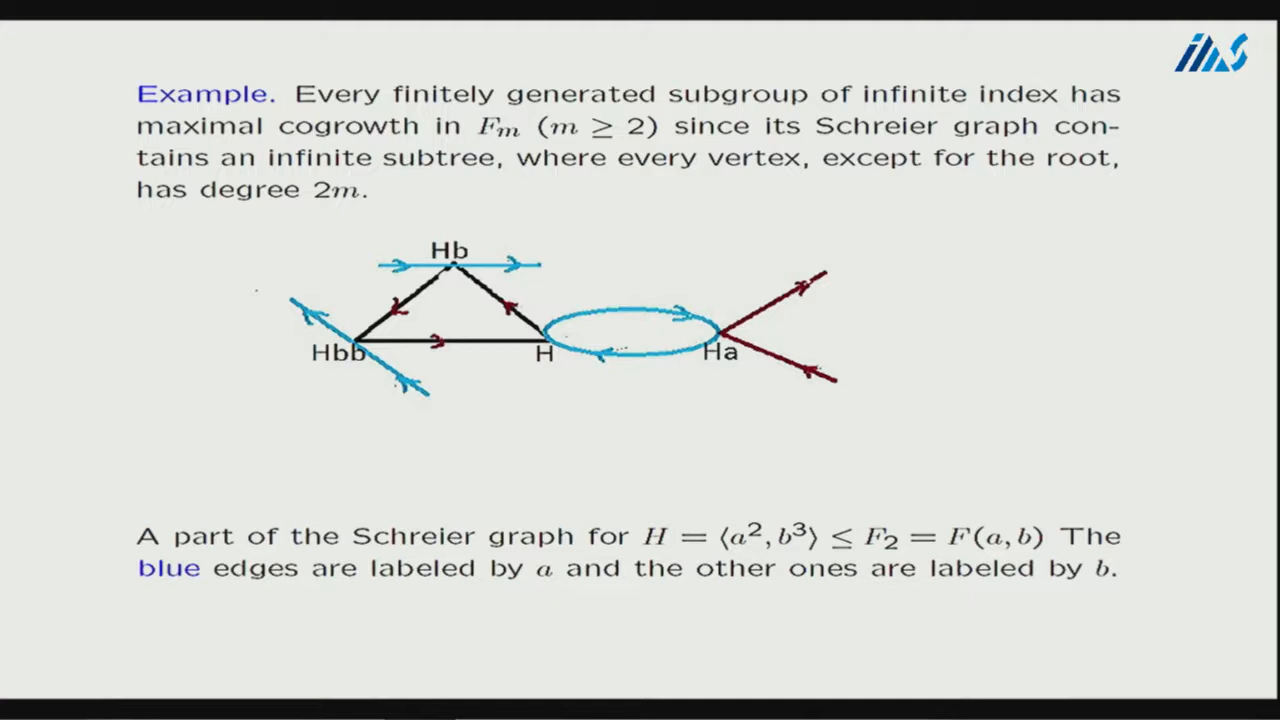 IAS
Example. Every finitely generated subgroup of infinite index has
maximal cogrowth in Fₘ (m ≥ 2) since its Schreier graph con-
tains an infinite subtree, where every vertex, except for the root,
has degree 2m.
Hb
Hbb H Ha
A part of the Schreier graph for H = ⟨a², b³⟩ ≤ F₂ = F(a, b) The
blue edges are labeled by a and the other ones are labeled by b.